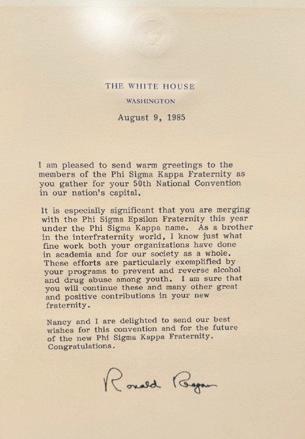 THE WHITE HOUSE
WASHINGTON
August 9, 1985
I am pleased to send warm greetings to the
members of the Phi Sigma Kappa Fraternity as
you gather for your 50th National Convention
in our nation's capital.
It is especially significant that you are merging
with the Phi Sigma Epsilon Fraternity this year
under the Phi Sigma Kappa name. As a brother
in the interfraternity world, I know just what
fine work both your organizations have done
in academia and for our society as a whole.
These efforts are particularly exemplified by
your programs to prevent and reverse alcohol
and drug abuse among youth. I am sure that
you will continue these and many other great
and positive contributions in your new
fraternity.
Nancy and I are delighted to send our best
wishes for this convention and for the future
of the new Phi Sigma Kappa Fraternity.
Congratulations.
Ronald Reagan